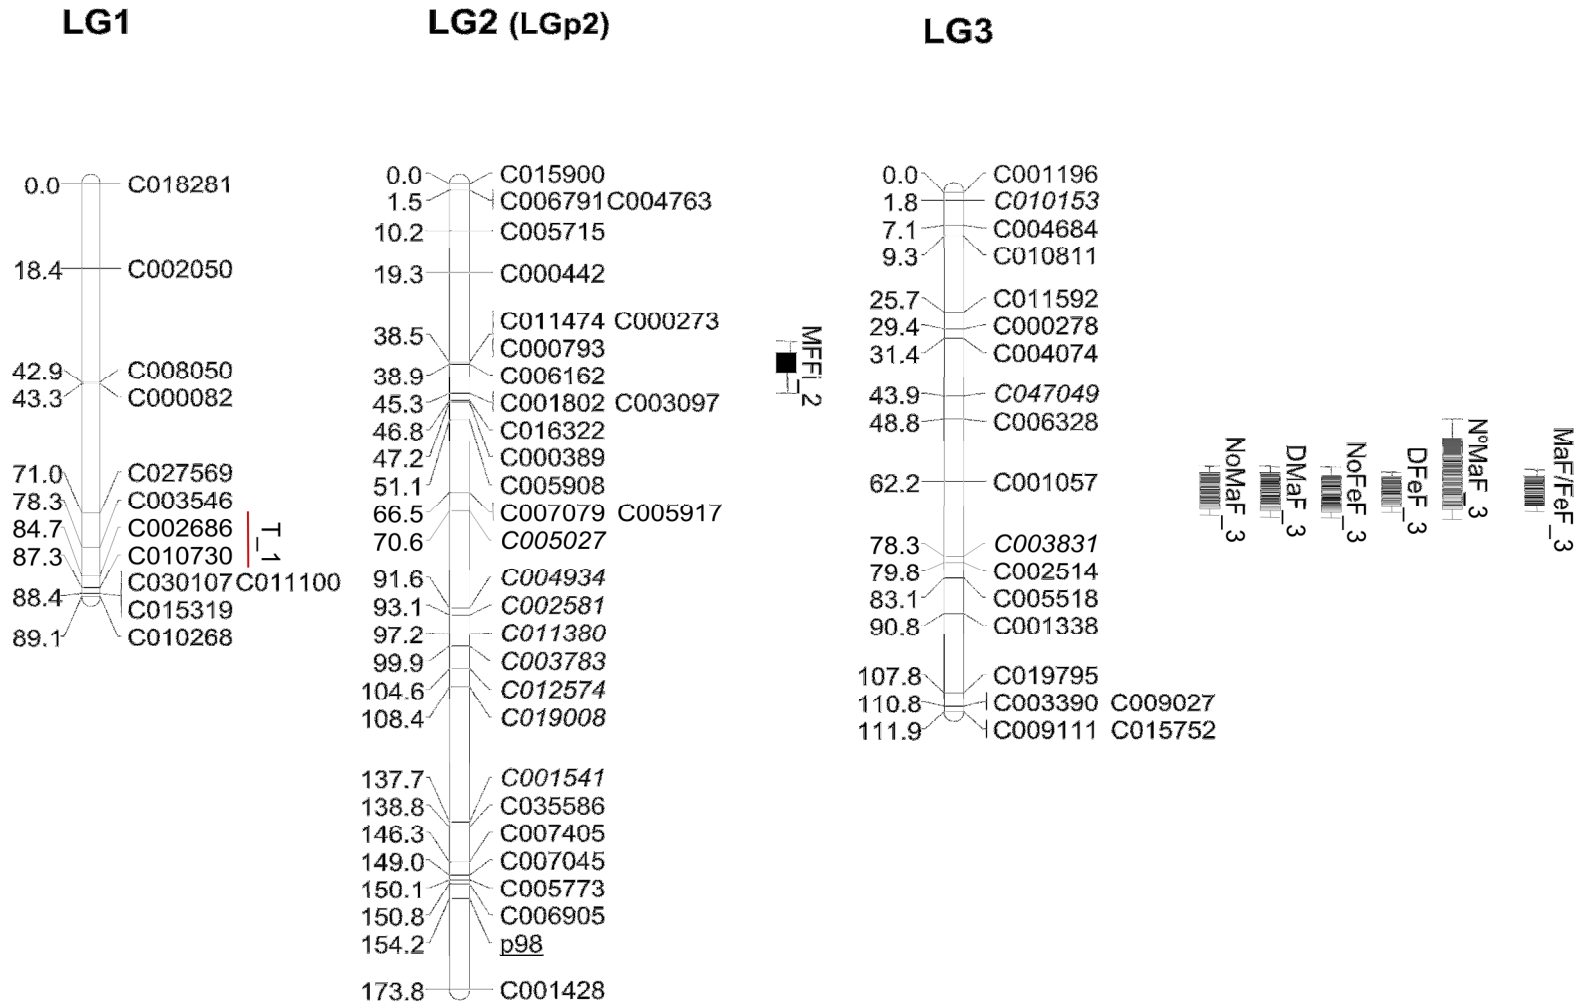 LG1
0.0 C018281
18.4 C002050
42.9 C008050
43.3 C000082
71.0 C027569
78.3 C003546
84.7 C002686
87.3 C010730
88.4 C030107 C011100
C015319
89.1 C010268
T_1
LG2 (LGp2)
0.0 C015900
1.5 C006791 C004763
10.2 C005715
19.3 C000442
38.5 C011474 C000273
C000793
38.9 C006162
45.3 C001802 C003097
46.8 C016322
47.2 C000389
51.1 C005908
66.5 C007079 C005917
70.6 C005027
91.6 C004934
93.1 C002581
97.2 C011380
99.9 C003783
104.6 C012574
108.4 C019008
137.7 C001541
138.8 C035586
146.3 C007405
149.0 C007045
150.1 C005773
150.8 C006905
154.2 p98
173.8 C001428
MFFi_2
LG3
0.0 C001196
1.8 C010153
7.1 C004684
9.3 C010811
25.7 C011592
29.4 C000278
31.4 C004074
43.9 C047049
48.8 C006328
62.2 C001057
78.3 C003831
79.8 C002514
83.1 C005518
90.8 C001338
107.8 C019795
110.8 C003390 C009027
111.9 C009111 C015752
NoMaF_3
DMaF_3
NoFeF_3
DFeF_3
NºMaF_3
MaF/FeF_3